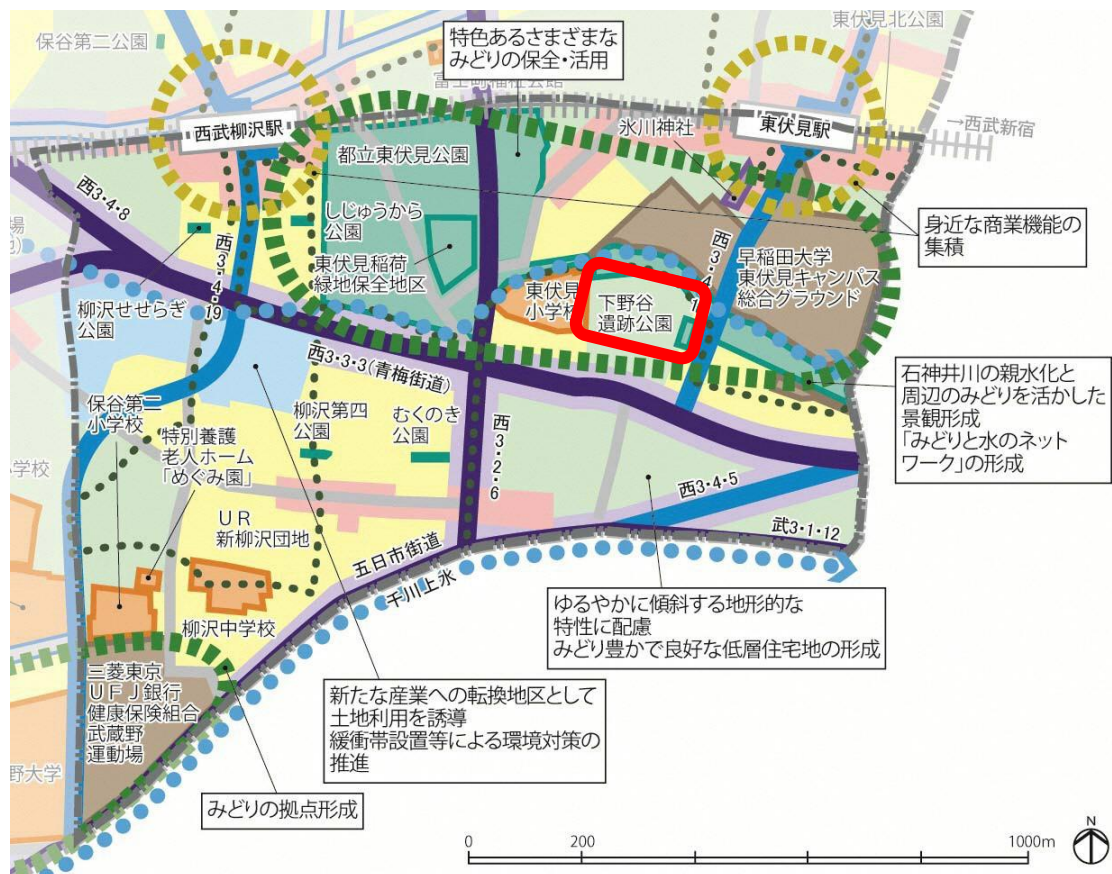 保谷第二公園
特色あるさまざまな
みどりの保全・活用
東伏見北公園
西武柳沢駅
都立東伏見公園
氷川神社
東伏見駅
→西武新宿
西3・4・8
しじゅうから
公園
東伏見稲荷
緑地保全地区
身近な商業機能の
集積
早稲田大学
東伏見キャンパス
総合グラウンド
西3・4・19
柳沢せせらぎ
公園
東伏見
小学校
下野谷
遺跡公園
西3・3・3(青梅街道)
石神井川の親水化と
周辺のみどりを活かした
景観形成
「みどりと水のネット
ワーク」の形成
保谷第二
小学校
特別養護
老人ホーム
「めぐみ園」
柳沢第四
公園
むくのき
公園
西3・2・6
西3・4・5
武3・1・12
小学校
UR
新柳沢団地
五日市街道
千川上水
柳沢中学校
ゆるやかに傾斜する地形的な
特性に配慮
みどり豊かで良好な低層住宅地の形成
三菱東京
UFJ銀行
健康保険組合
武蔵野
運動場
新たな産業への転換地区として
土地利用を誘導
緩衝帯設置等による環境対策の
推進
野大学
みどりの拠点形成
0
200
1000m
N